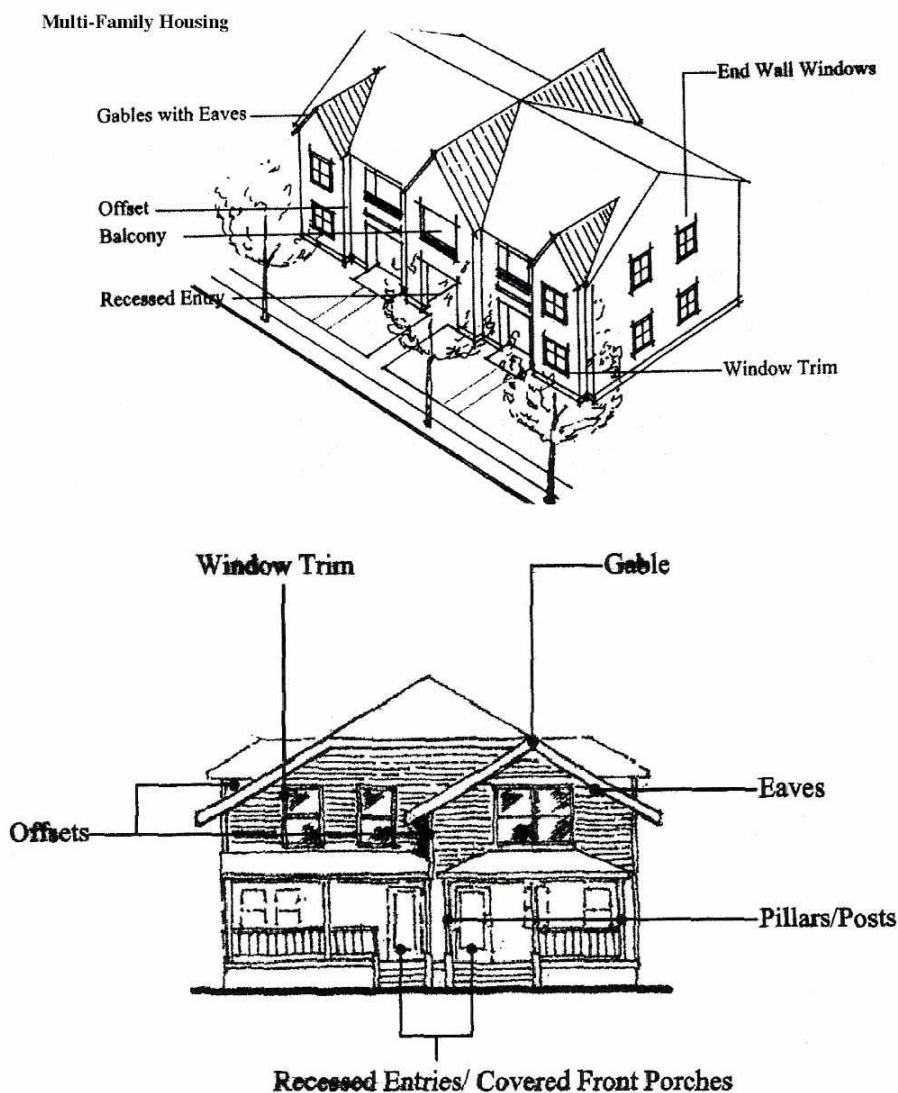 Multi-Family Housing
End Wall Windows
Gables with Eaves
Offset
Balcony
Recessed Entry
Window Trim
Window Trim
Gable
Eaves
Offsets
Pillars/Posts
Recessed Entries/ Covered Front Porches